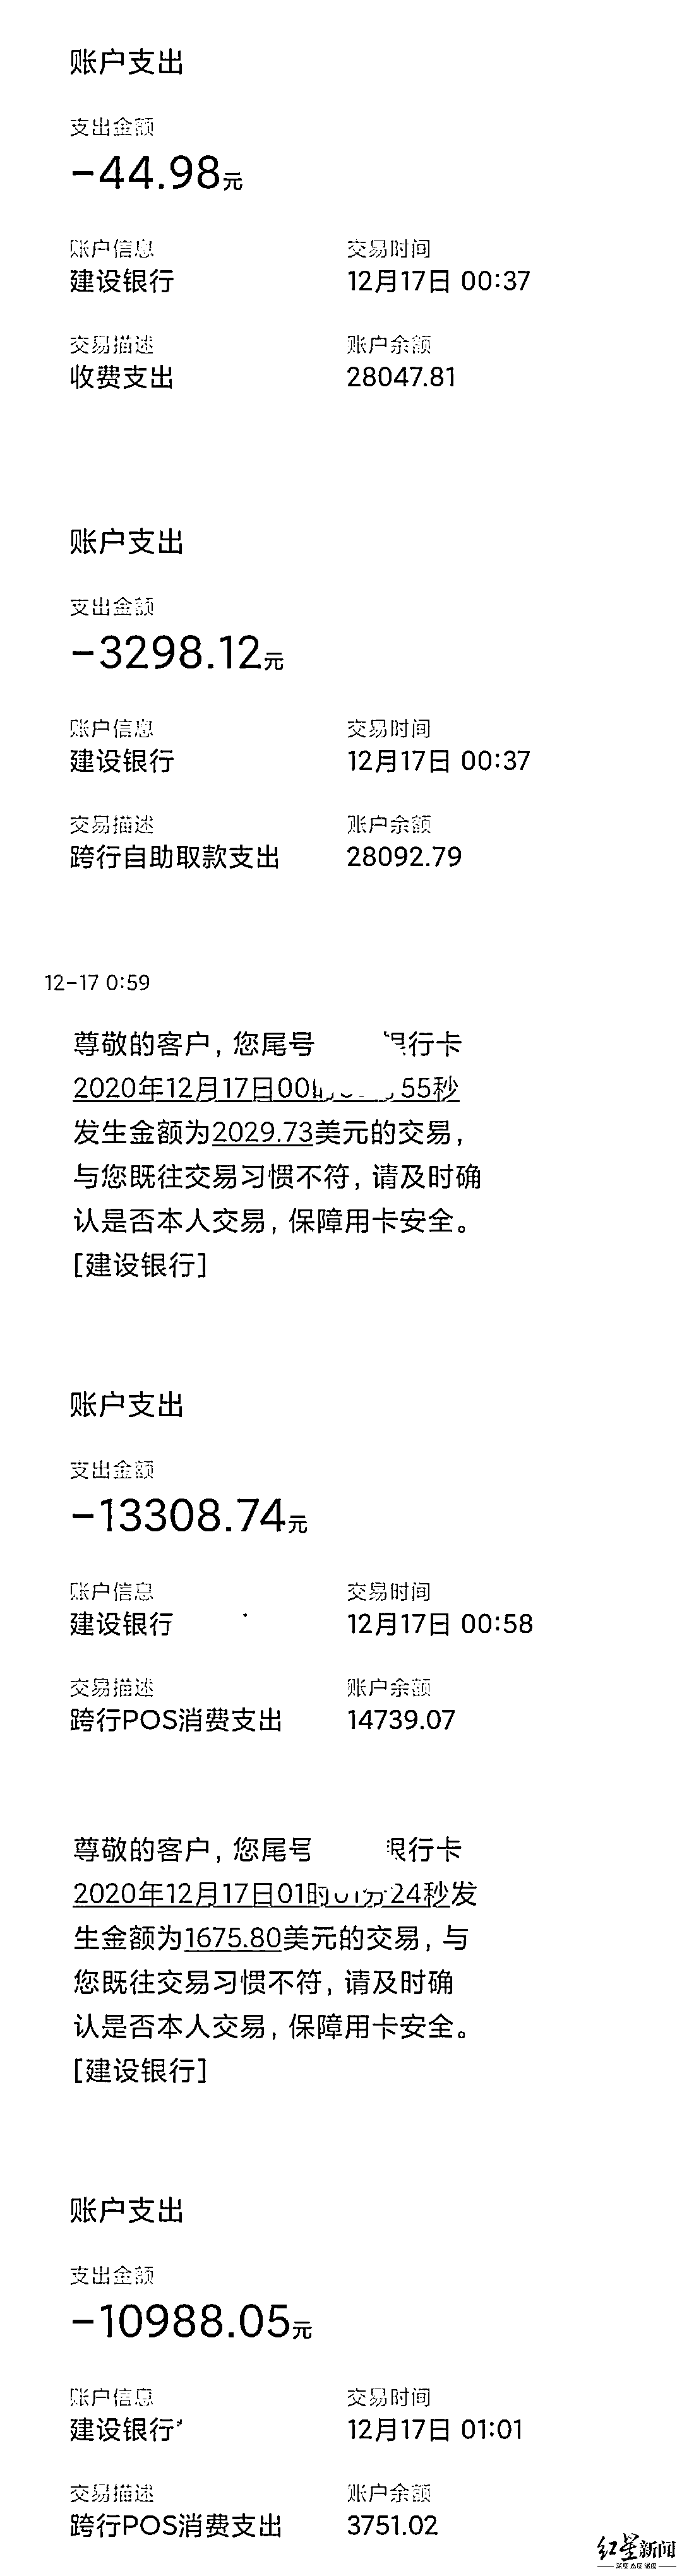 账户支出
支出金额
-44.98元
账户信息 交易时间
建设银行 12月17日 00:37
交易描述 账户余额
收费支出 28047.81
账户支出
支出金额
-3298.12元
账户信息 交易时间
建设银行 12月17日 00:37
交易描述 账户余额
跨行自助取款支出 28092.79
12-17 0:59
尊敬的客户,您尾号 银行卡
2020年12月17日00时 55秒
发生金额为2029.73美元的交易,
与您既往交易习惯不符,请及时确
认是否本人交易,保障用卡安全。
[建设银行]
账户支出
支出金额
-13308.74元
账户信息 交易时间
建设银行 12月17日 00:58
交易描述 账户余额
跨行POS消费支出 14739.07
尊敬的客户,您尾号 银行卡
2020年12月17日01时01分24秒发
生金额为1675.80美元的交易,与
您既往交易习惯不符,请及时确
认是否本人交易,保障用卡安全。
[建设银行]
账户支出
支出金额
-10988.05元
账户信息 交易时间
建设银行 12月17日 01:01
交易描述 账户余额
跨行POS消费支出 3751.02
红星新闻
深度 态度 温度